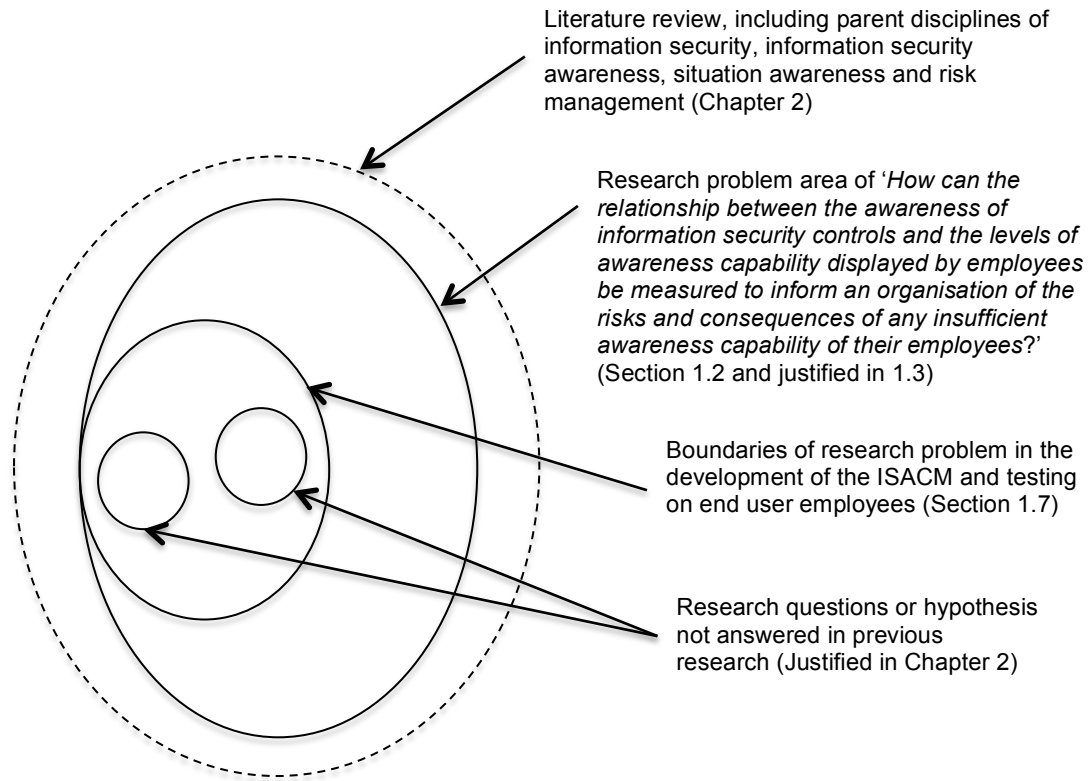 Literature review, including parent disciplines of
information security, information security
awareness, situation awareness and risk
management (Chapter 2)
Research problem area of ‘How can the
relationship between the awareness of
information security controls and the levels of
awareness capability displayed by employees
be measured to inform an organisation of the
risks and consequences of any insufficient
awareness capability of their employees?’
(Section 1.2 and justified in 1.3)
Boundaries of research problem in the
development of the ISACM and testing
on end user employees (Section 1.7)
Research questions or hypothesis
not answered in previous
research (Justified in Chapter 2)